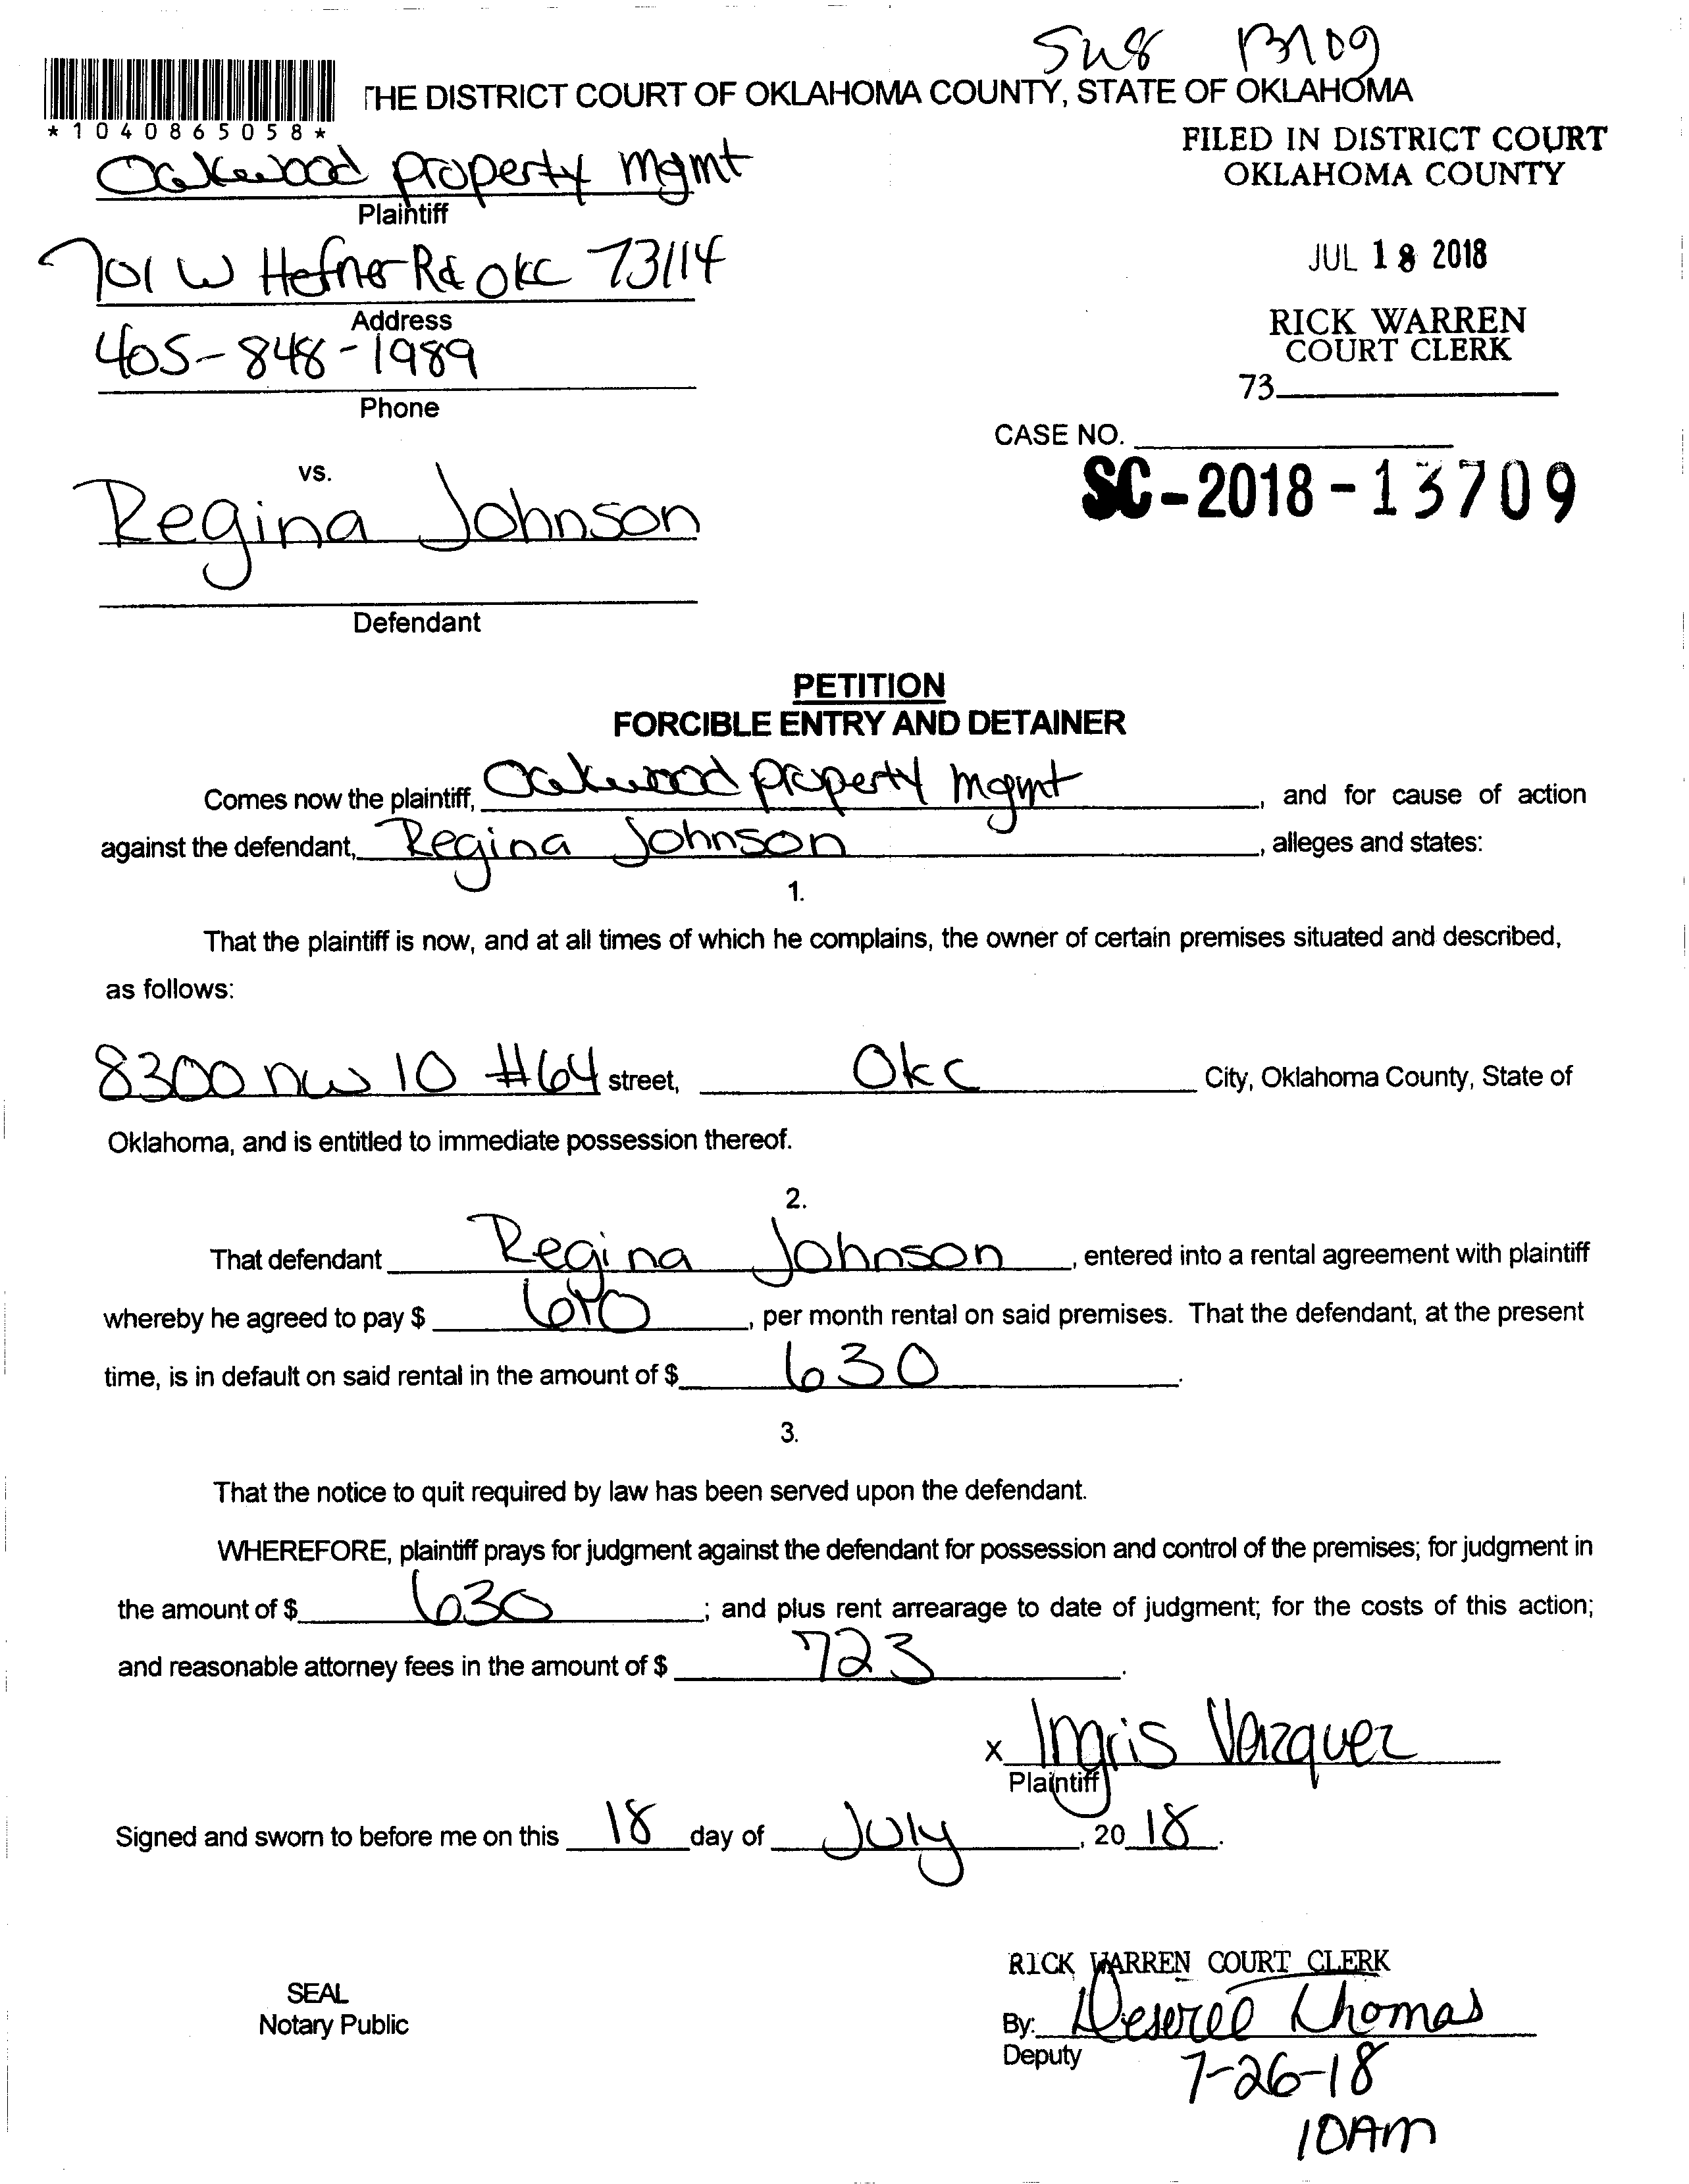 THE DISTRICT COURT OF OKLAHOMA COUNTY, STATE OF OKLAHOMA
*1040865058*
FILED IN DISTRICT COURT
OKLAHOMA COUNTY
Oakwood property mgmt
Plaintiff
701 W Hefner Rd OKC 73114
JUL 18 2018
Address
RICK WARREN
COURT CLERK
405-848-1989
73
Phone
CASE NO.
SC-2018-13709
vs.
Regina Johnson
Defendant
PETITION
FORCIBLE ENTRY AND DETAINER
Comes now the plaintiff, Oakwood property mgmt, and for cause of action
against the defendant, Regina Johnson, alleges and states:
1.
That the plaintiff is now, and at all times of which he complains, the owner of certain premises situated and described,
as follows:
8300 nw 10 #64 street, OKC City, Oklahoma County, State of
Oklahoma, and is entitled to immediate possession thereof.
2.
That defendant Regina Johnson, entered into a rental agreement with plaintiff
whereby he agreed to pay $, per month rental on said premises. That the defendant, at the present
time, is in default on said rental in the amount of $ 630.
3.
That the notice to quit required by law has been served upon the defendant.
WHEREFORE, plaintiff prays for judgment against the defendant for possession and control of the premises; for judgment in
the amount of $ 630; and plus rent arrearage to date of judgment; for the costs of this action;
and reasonable attorney fees in the amount of $ 723.
x Ingris Vazquez
Plaintiff
Signed and sworn to before me on this 18 day of July, 2018.
RICK WARREN COURT CLERK
SEAL
Notary Public
By: Deseree Thomas
Deputy
7-26-18
10AM